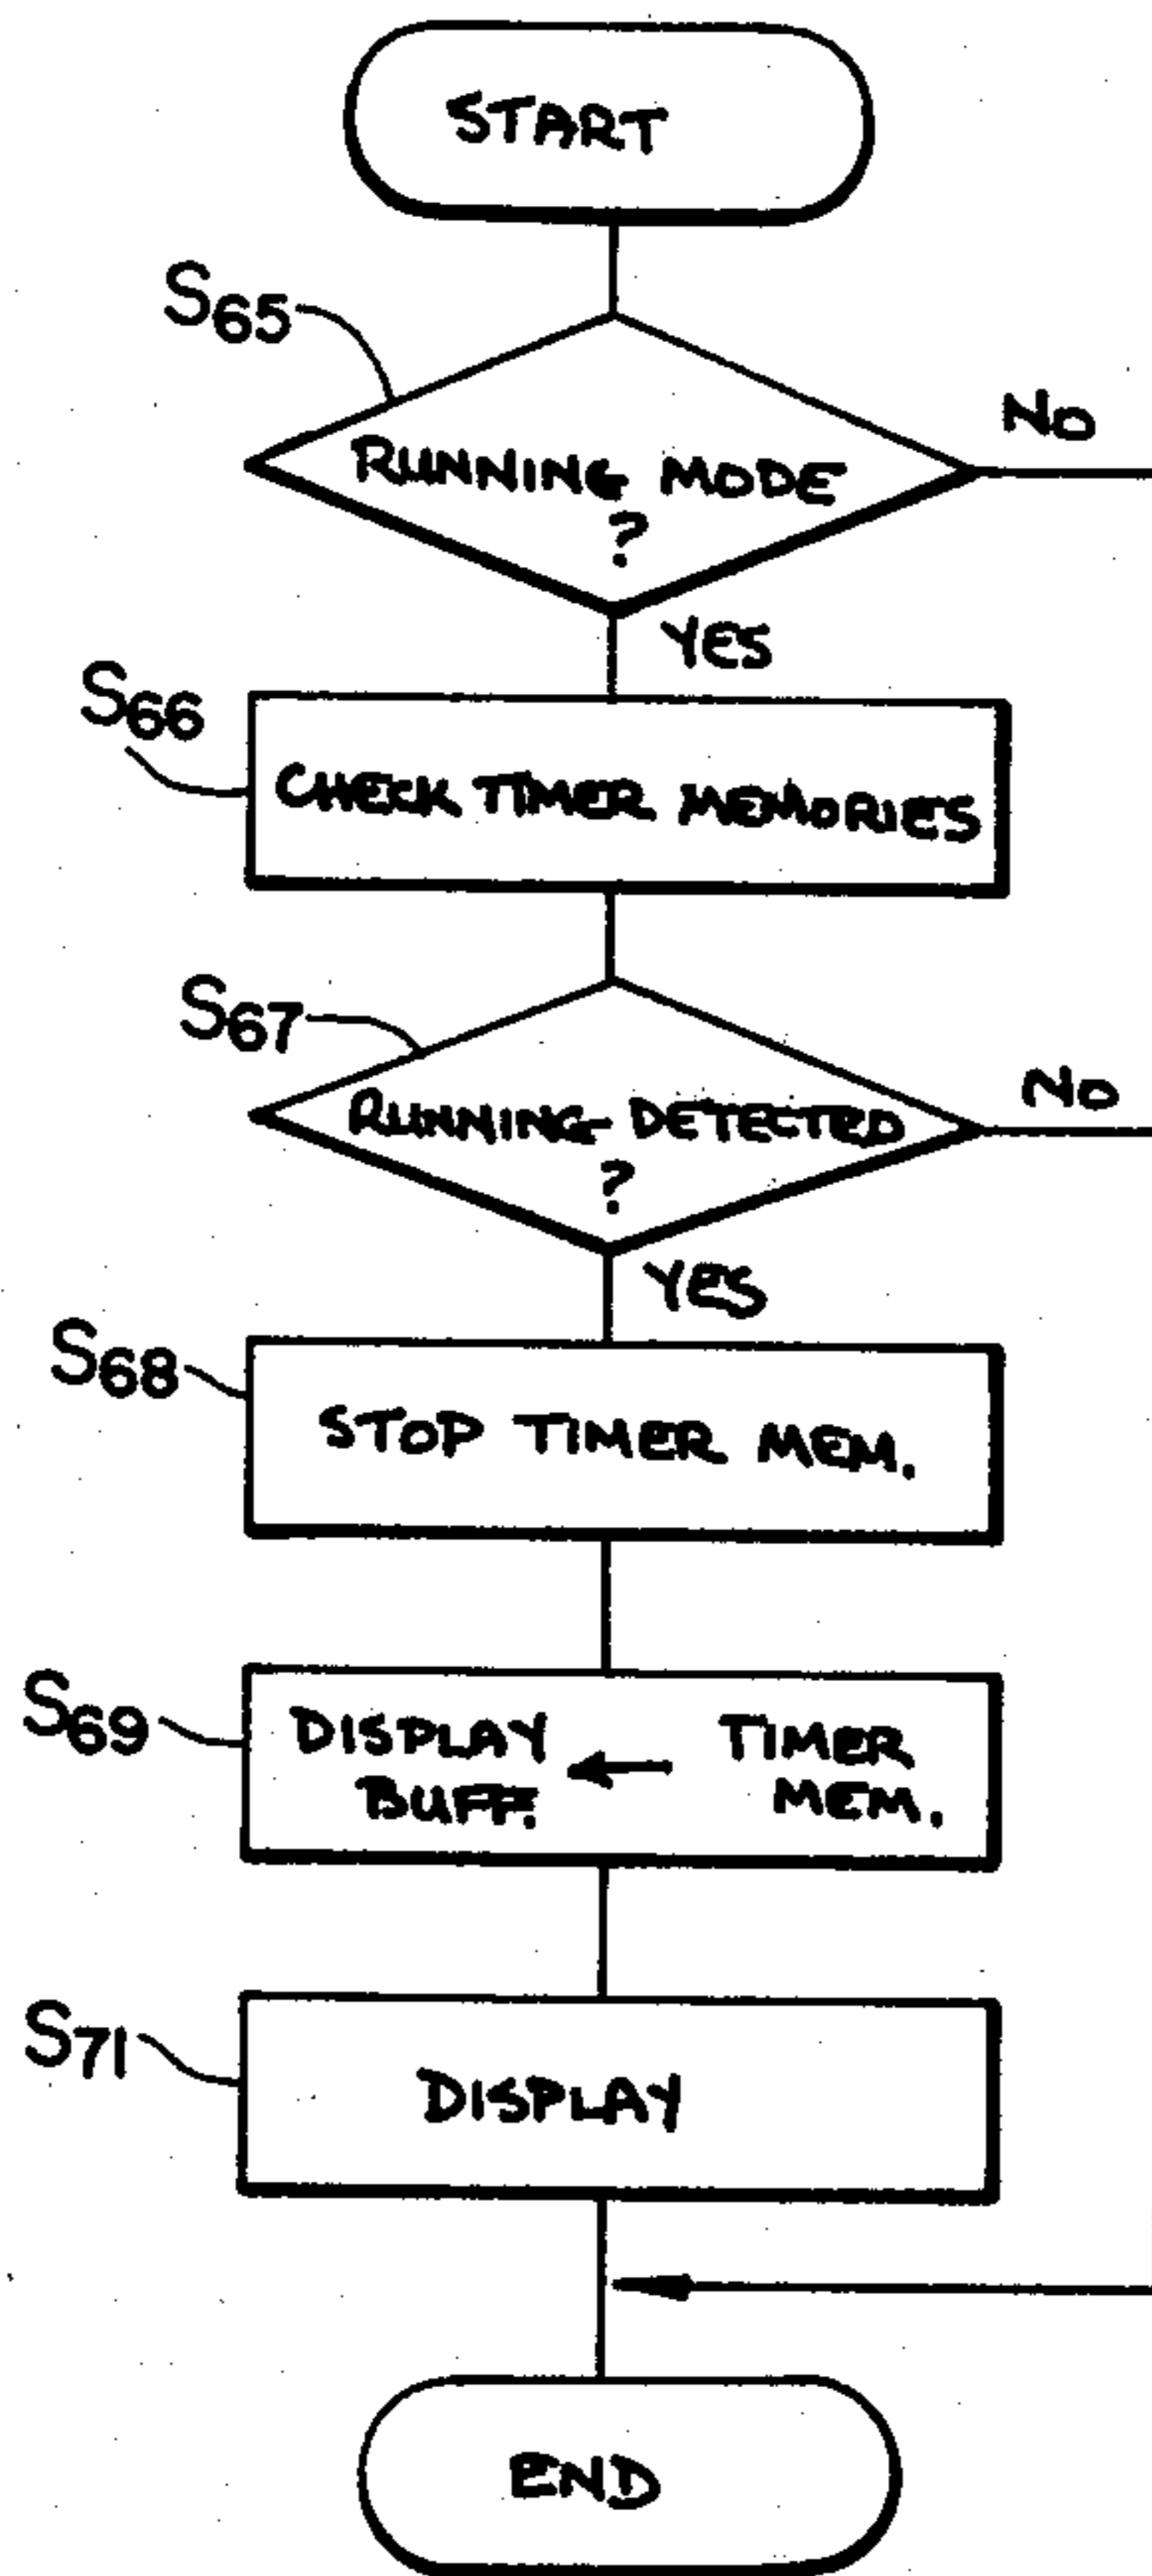 START
S65
RUNNING MODE
?
NO
YES
S66
CHECK TIMER MEMORIES
S67
RUNNING DETECTED
?
NO
YES
S68
STOP TIMER MEM.
S69
DISPLAY
BUFF.
←
TIMER
MEM.
S71
DISPLAY
END